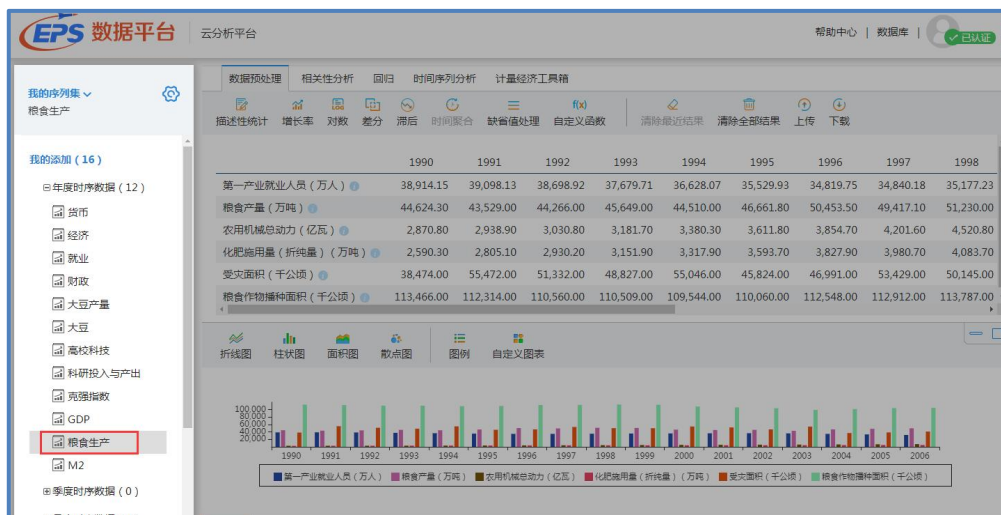 EPS 数据平台 云分析平台 帮助中心 | 数据库 | 已认证
我的序列集
粮食生产
我的添加（16）
年度时序数据（12）
货币
经济
就业
财政
大豆产量
大豆
高校科技
科研投入与产出
克强指数
GDP
粮食生产
M2
季度时序数据（0）
数据预处理 相关性分析 回归 时间序列分析 计量经济工具箱
f(x)
描述性统计 增长率 对数 差分 滞后 时间聚合 缺省值处理 自定义函数 清除最近结果 清除全部结果 上传 下载
1990 1991 1992 1993 1994 1995 1996 1997 1998
第一产业就业人员（万人） 38,914.15 39,098.13 38,698.92 37,679.71 36,628.07 35,529.93 34,819.75 34,840.18 35,177.23
粮食产量（万吨） 44,624.30 43,529.00 44,266.00 45,649.00 44,510.00 46,661.80 50,453.50 49,417.10 51,230.00
农用机械总动力（亿瓦） 2,870.80 2,938.90 3,030.80 3,181.70 3,380.30 3,611.80 3,854.70 4,201.60 4,520.80
化肥施用量（折纯量）（万吨） 2,590.30 2,805.10 2,930.20 3,151.90 3,317.90 3,593.70 3,827.90 3,980.70 4,083.70
受灾面积（千公顷） 38,474.00 55,472.00 51,332.00 48,827.00 55,046.00 45,824.00 46,991.00 53,429.00 50,145.00
粮食作物播种面积（千公顷） 113,466.00 112,314.00 110,560.00 110,509.00 109,544.00 110,060.00 112,548.00 112,912.00 113,787.00
折线图 柱状图 面积图 散点图 图例 自定义图表
100,000
80,000
60,000
40,000
20,000
1990 1991 1992 1993 1994 1995 1996 1997 1998 1999 2000 2001 2002 2003 2004 2005 2006
第一产业就业人员（万人） 粮食产量（万吨） 农用机械总动力（亿瓦） 化肥施用量（折纯量）（万吨） 受灾面积（千公顷） 粮食作物播种面积（千公顷）